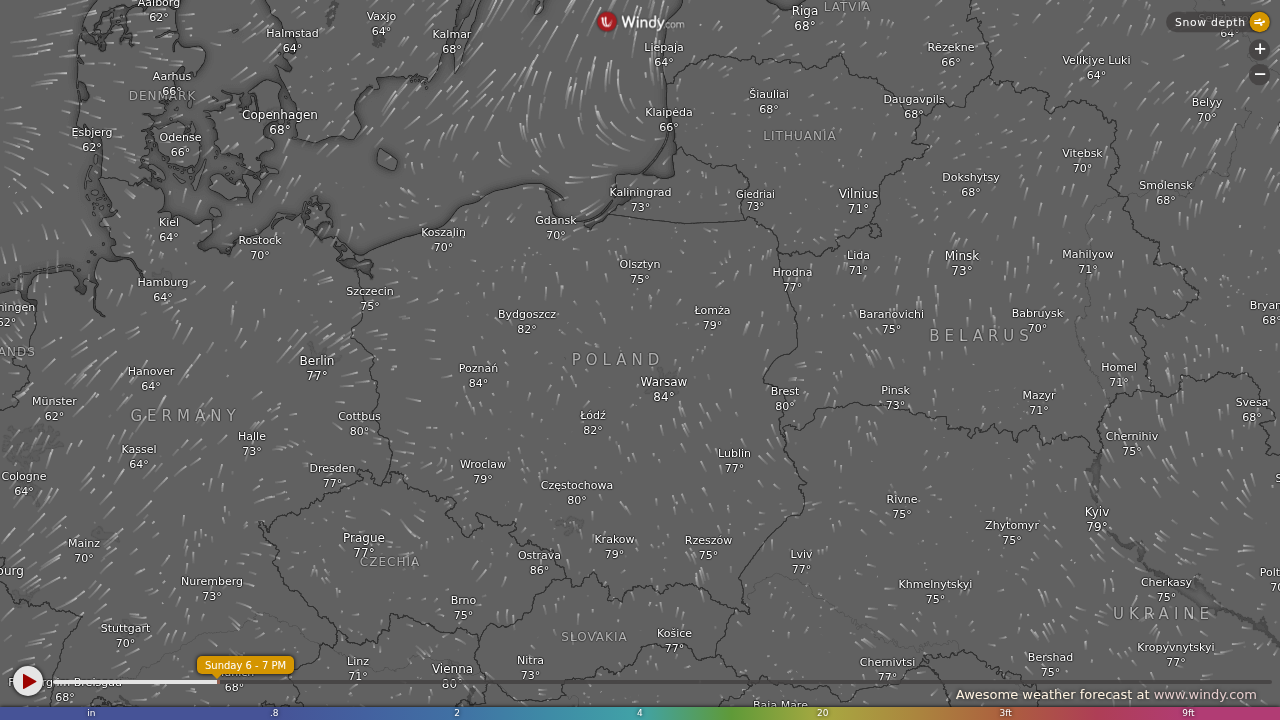 Aalborg
62°
Vaxjo
64°
Halmstad
64°
Kalmar
68°
Windy.com
Riga
68°
LATVIA
Snow depth
64°
+
−
Liepaja
64°
Rēzekne
66°
Velikiye Luki
64°
Aarhus
66°
DENMARK
Copenhagen
68°
Klaipėda
66°
Šiauliai
68°
Daugavpils
68°
Belyy
70°
Esbjerg
62°
Odense
66°
LITHUANIA
Vitebsk
70°
Dokshytsy
68°
Smolensk
68°
Kaliningrad
73°
Giedriai
73°
Vilnius
71°
Kiel
64°
Rostock
70°
Koszalin
70°
Gdansk
70°
Lida
71°
Minsk
73°
Mahilyow
71°
Olsztyn
75°
Hrodna
77°
Hamburg
64°
Szczecin
75°
Bydgoszcz
82°
Łomża
79°
Baranovichi
75°
Babruysk
70°
BELARUS
Berlin
77°
POLAND
Hanover
64°
Poznań
84°
Warsaw
84°
Brest
80°
Pinsk
73°
Homel
71°
Mazyr
71°
Münster
62°
GERMANY
Cottbus
80°
Łódź
82°
Svesa
68°
Halle
73°
Chernihiv
75°
Kassel
64°
Dresden
77°
Wroclaw
79°
Lublin
77°
Cologne
64°
Częstochowa
80°
Rivne
75°
Kyiv
79°
Zhytomyr
75°
Mainz
70°
Prague
77°
CZECHIA
Ostrava
86°
Krakow
79°
Rzeszów
75°
Lviv
77°
Nuremberg
73°
Khmelnytskyi
75°
Cherkasy
75°
Brno
75°
UKRAINE
Stuttgart
70°
SLOVAKIA
Košice
77°
Kropyvnytskyi
77°
Sunday 6 - 7 PM
68°
68°
Linz
71°
Vienna
80°
Nitra
73°
Chernivtsi
77°
Bershad
75°
Awesome weather forecast at www.windy.com
Baia Mare
in .8 2 4 20 3ft 9ft